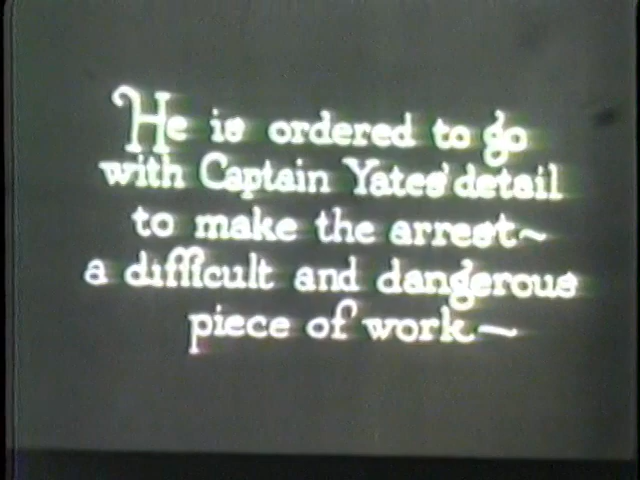 He is ordered to go
with Captain Yates' detail
to make the arrest~
a difficult and dangerous
piece of work~